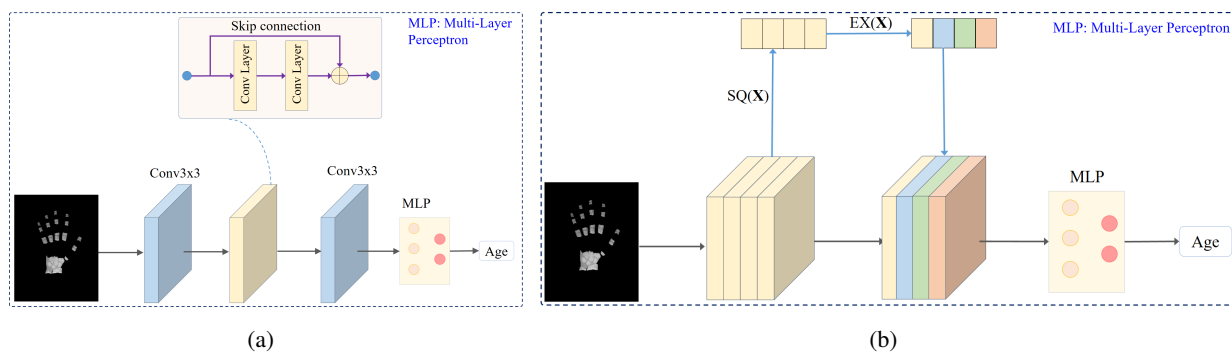 MLP: Multi-Layer
Perceptron
Skip connection
Conv Layer
Conv Layer
Conv3x3
Conv3x3
MLP
Age
(a)
EX(X)
MLP: Multi-Layer Perceptron
SQ(X)
MLP
Age
(b)